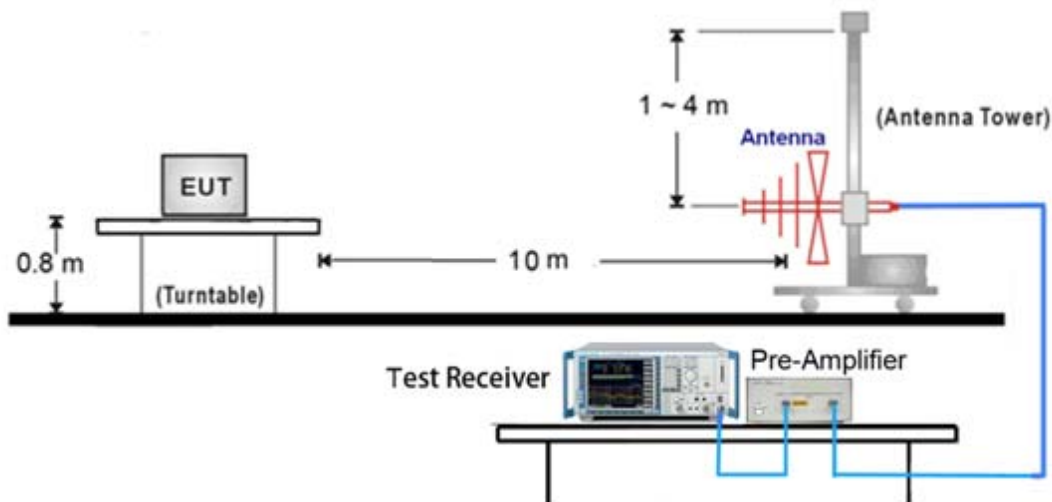 1 ~ 4 m
(Antenna Tower)
Antenna
EUT
0.8 m
10 m
(Turntable)
Test Receiver
Pre-Amplifier